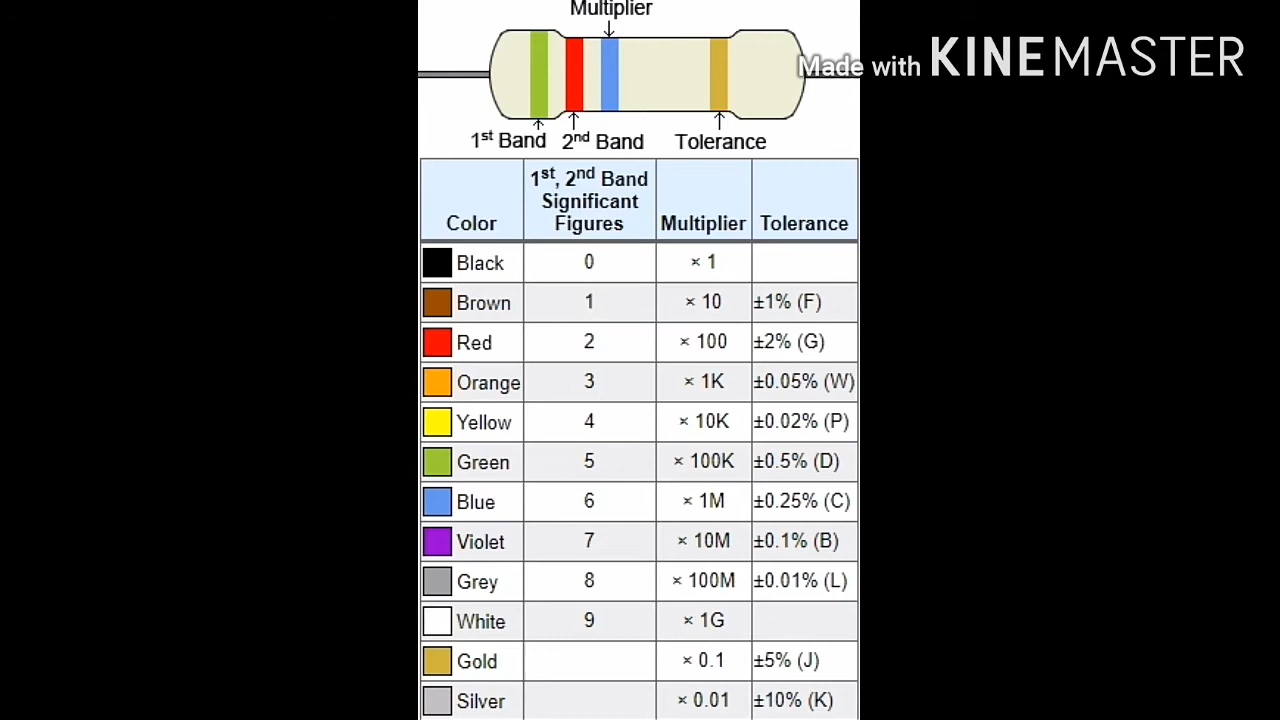 Multiplier
Made with KINEMASTER
1st Band 2nd Band Tolerance
Color 1st, 2nd Band Significant Figures Multiplier Tolerance
Black 0 × 1
Brown 1 × 10 ±1% (F)
Red 2 × 100 ±2% (G)
Orange 3 × 1K ±0.05% (W)
Yellow 4 × 10K ±0.02% (P)
Green 5 × 100K ±0.5% (D)
Blue 6 × 1M ±0.25% (C)
Violet 7 × 10M ±0.1% (B)
Grey 8 × 100M ±0.01% (L)
White 9 × 1G
Gold × 0.1 ±5% (J)
Silver × 0.01 ±10% (K)